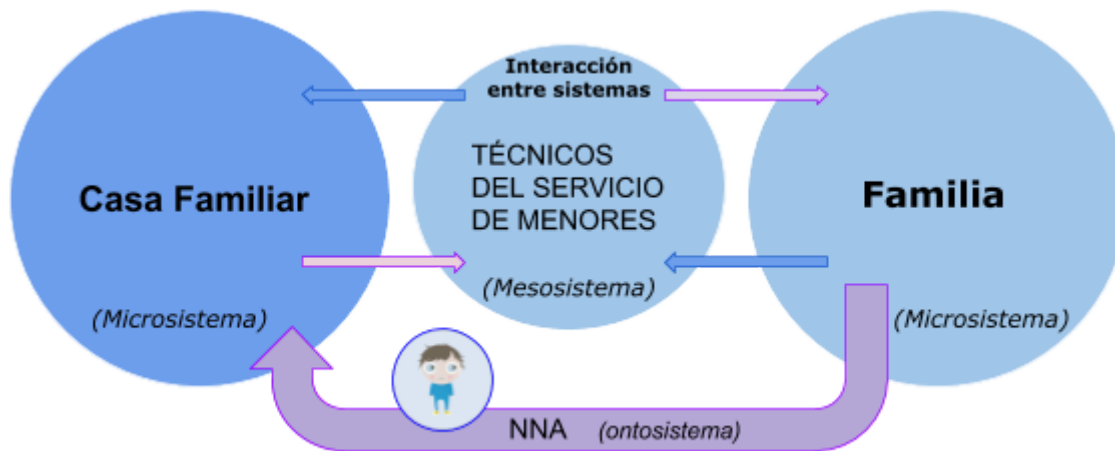 Interacción
entre sistemas
TÉCNICOS
DEL SERVICIO
DE MENORES
(Mesosistema)
Casa Familiar
(Microsistema)
Familia
(Microsistema)
NNA (ontosistema)